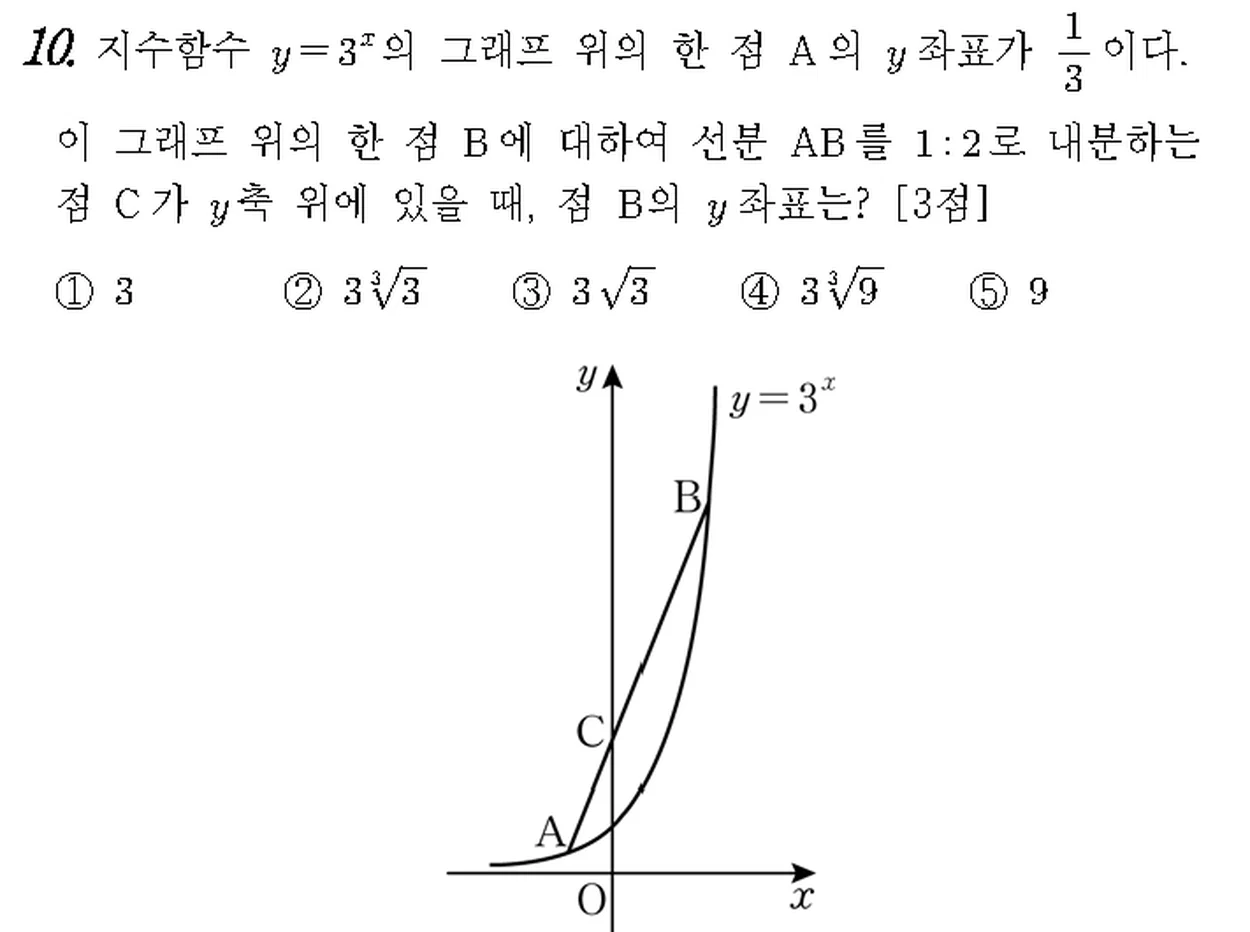 10. 지수함수 y=3^x의 그래프 위의 한 점 A의 y좌표가 1/3이다.
이 그래프 위의 한 점 B에 대하여 선분 AB를 1:2로 내분하는
점 C가 y축 위에 있을 때, 점 B의 y좌표는? [3점]
① 3 ② 3∛3 ③ 3√3 ④ 3∛9 ⑤ 9
y
y=3^x
B
C
A
O
x